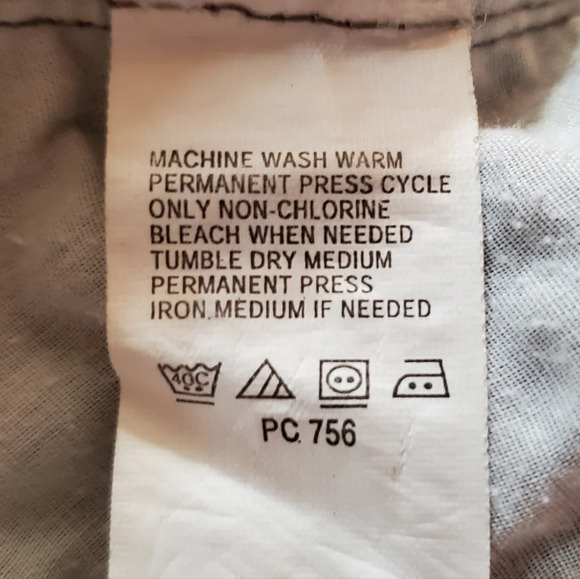 MACHINE WASH WARM
PERMANENT PRESS CYCLE
ONLY NON-CHLORINE
BLEACH WHEN NEEDED
TUMBLE DRY MEDIUM
PERMANENT PRESS
IRON.MEDIUM IF NEEDED
40C
PC. 756